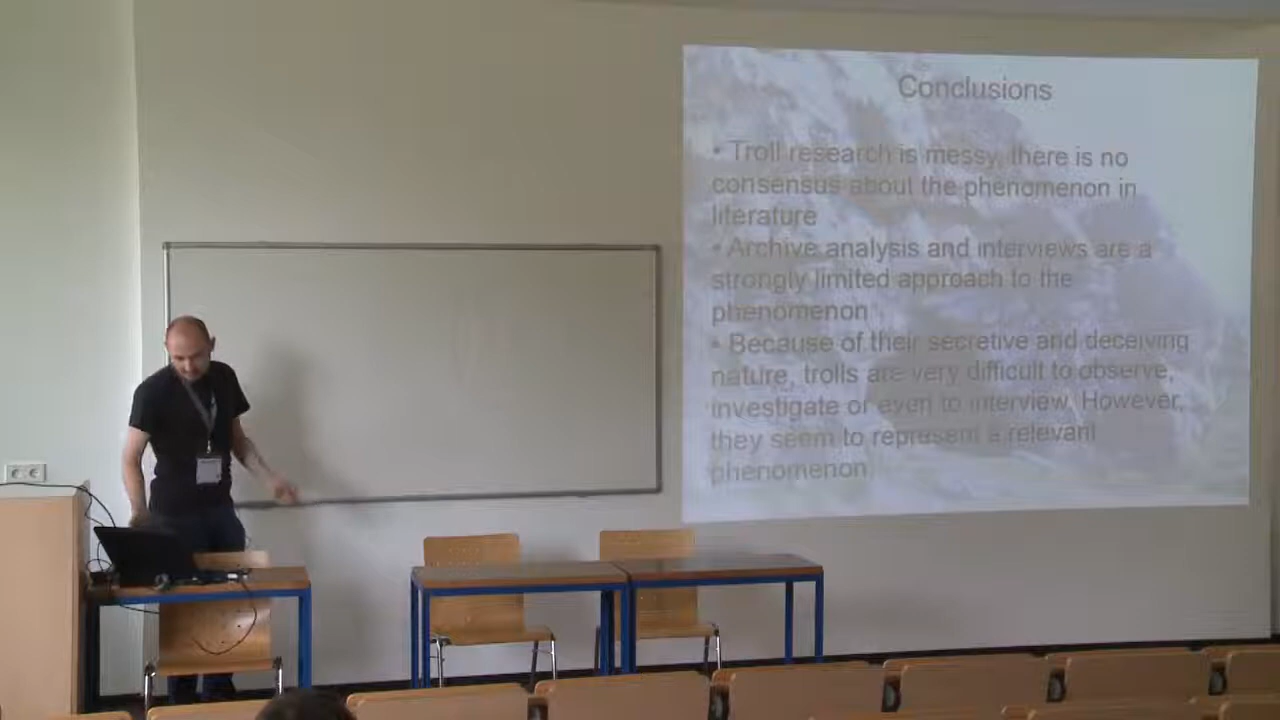 Conclusions
• Troll research is messy, there is no
consensus about the phenomenon in
literature
• Archive analysis and interviews are a
strongly limited approach to the
phenomenon".
• Because of their secretive and deceiving
nature, trolls are very difficult to observe,
investigate or even to interview. However,
they seem to represent a relevant
phenomenon